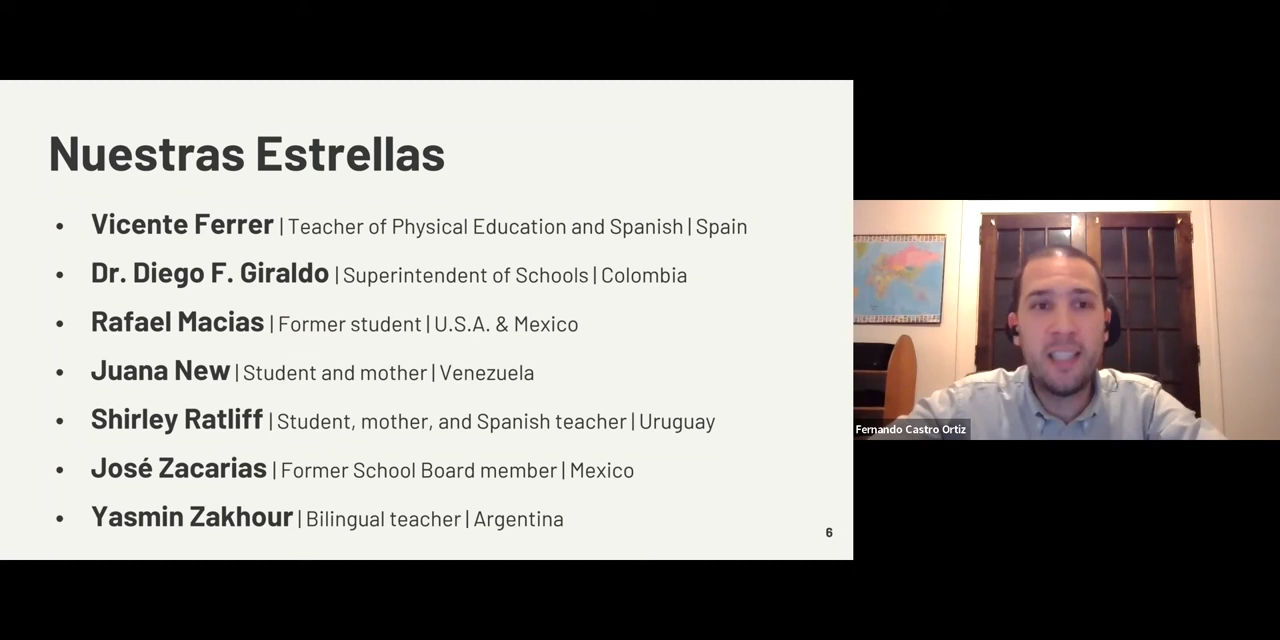 Nuestras Estrellas
• Vicente Ferrer | Teacher of Physical Education and Spanish | Spain
• Dr. Diego F. Giraldo | Superintendent of Schools | Colombia
• Rafael Macias | Former student | U.S.A. & Mexico
• Juana New | Student and mother | Venezuela
• Shirley Ratliff | Student, mother, and Spanish teacher | Uruguay
• José Zacarias | Former School Board member | Mexico
• Yasmin Zakhour | Bilingual teacher | Argentina
6
Fernando Castro Ortiz